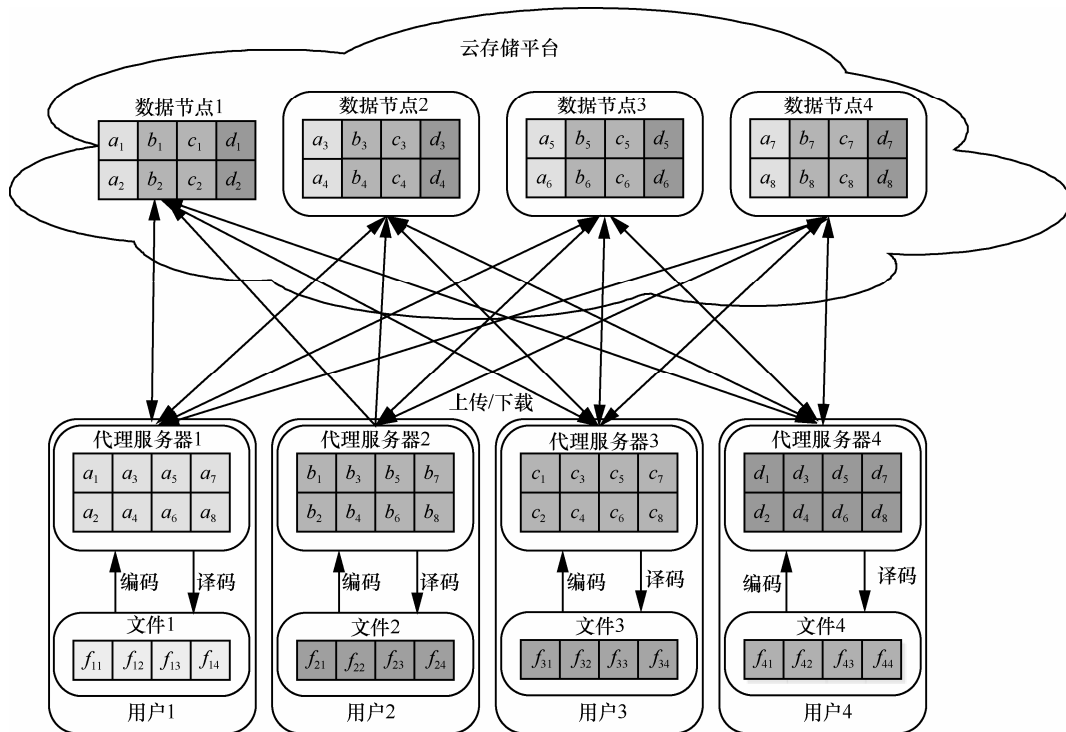 云存储平台
数据节点1 数据节点2 数据节点3 数据节点4
a₁ b₁ c₁ d₁ a₃ b₃ c₃ d₃ a₅ b₅ c₅ d₅ a₇ b₇ c₇ d₇
a₂ b₂ c₂ d₂ a₄ b₄ c₄ d₄ a₆ b₆ c₆ d₆ a₈ b₈ c₈ d₈
上传/下载
代理服务器1 代理服务器2 代理服务器3 代理服务器4
a₁ a₃ a₅ a₇ b₁ b₃ b₅ b₇ c₁ c₃ c₅ c₇ d₁ d₃ d₅ d₇
a₂ a₄ a₆ a₈ b₂ b₄ b₆ b₈ c₂ c₄ c₆ c₈ d₂ d₄ d₆ d₈
编码 译码 编码 译码 编码 译码 编码 译码
文件1 文件2 文件3 文件4
f₁₁ f₁₂ f₁₃ f₁₄ f₂₁ f₂₂ f₂₃ f₂₄ f₃₁ f₃₂ f₃₃ f₃₄ f₄₁ f₄₂ f₄₃ f₄₄
用户1 用户2 用户3 用户4